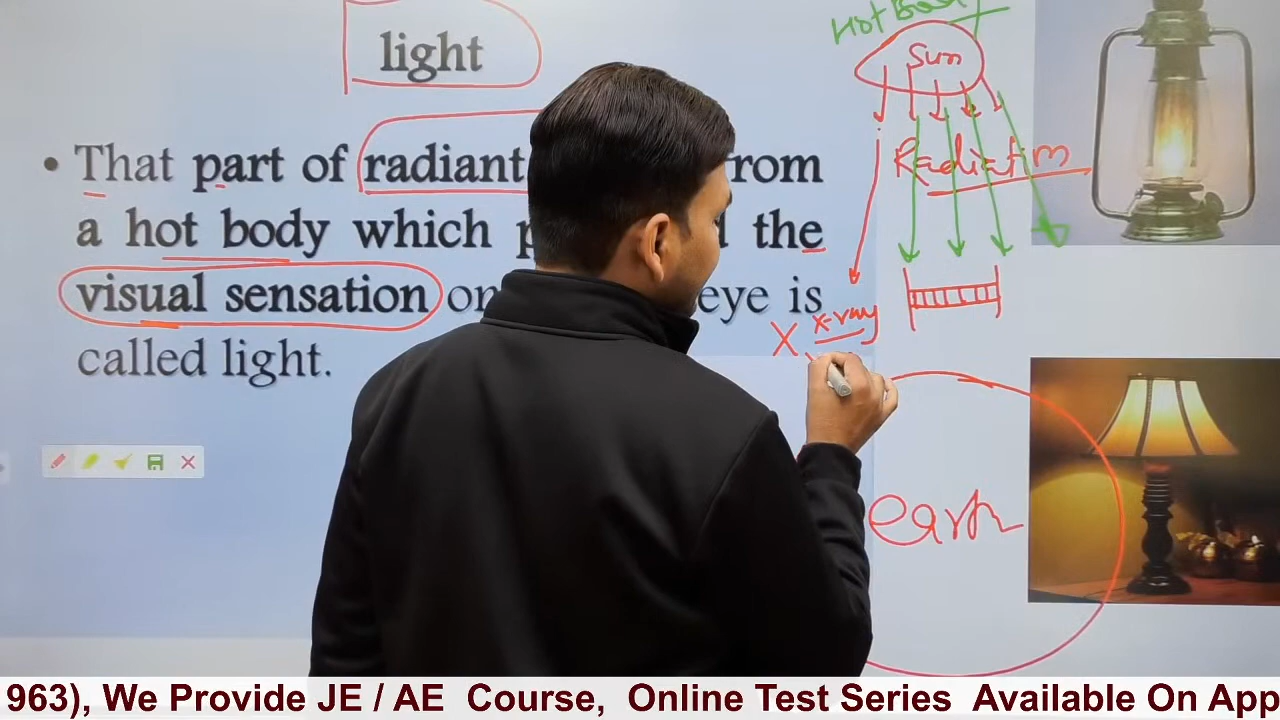 light
Hot Body
Sun
• That part of radiant from
Radiation
a hot body which the
visual sensation on eye is
x-ray
X
called light.
earth
963), We Provide JE / AE Course, Online Test Series Available On App